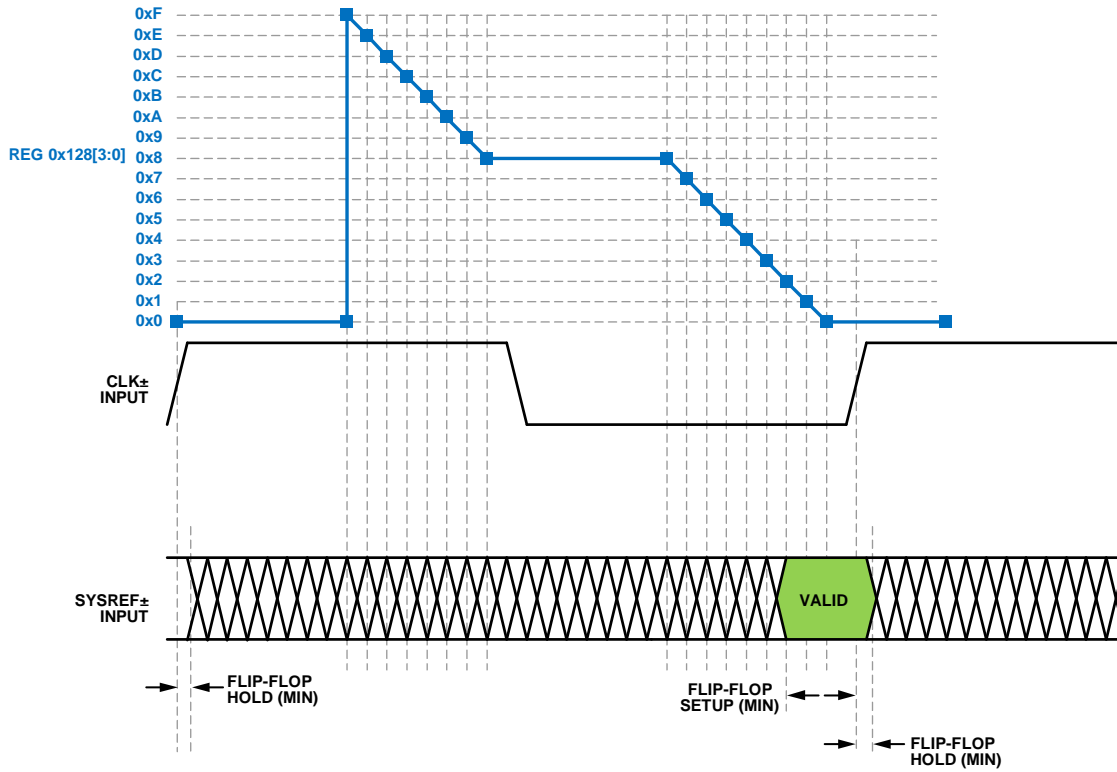 0xF
0xE
0xD
0xC
0xB
0xA
0x9
REG 0x128[3:0]
0x8
0x7
0x6
0x5
0x4
0x3
0x2
0x1
0x0
CLK±
INPUT
SYSREF±
INPUT
VALID
FLIP-FLOP
HOLD (MIN)
FLIP-FLOP
SETUP (MIN)
FLIP-FLOP
HOLD (MIN)